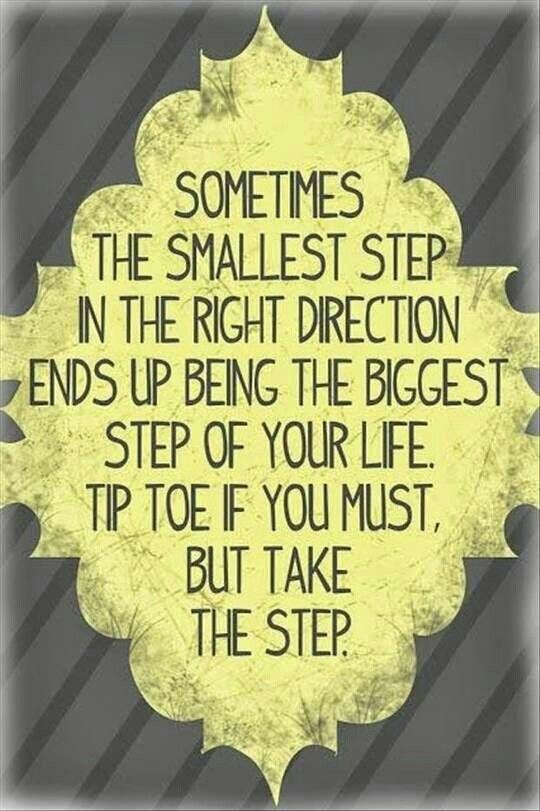 SOMETIMES
THE SMALLEST STEP
IN THE RIGHT DIRECTION
ENDS UP BEING THE BIGGEST
STEP OF YOUR LIFE.
TIP TOE IF YOU MUST,
BUT TAKE
THE STEP.